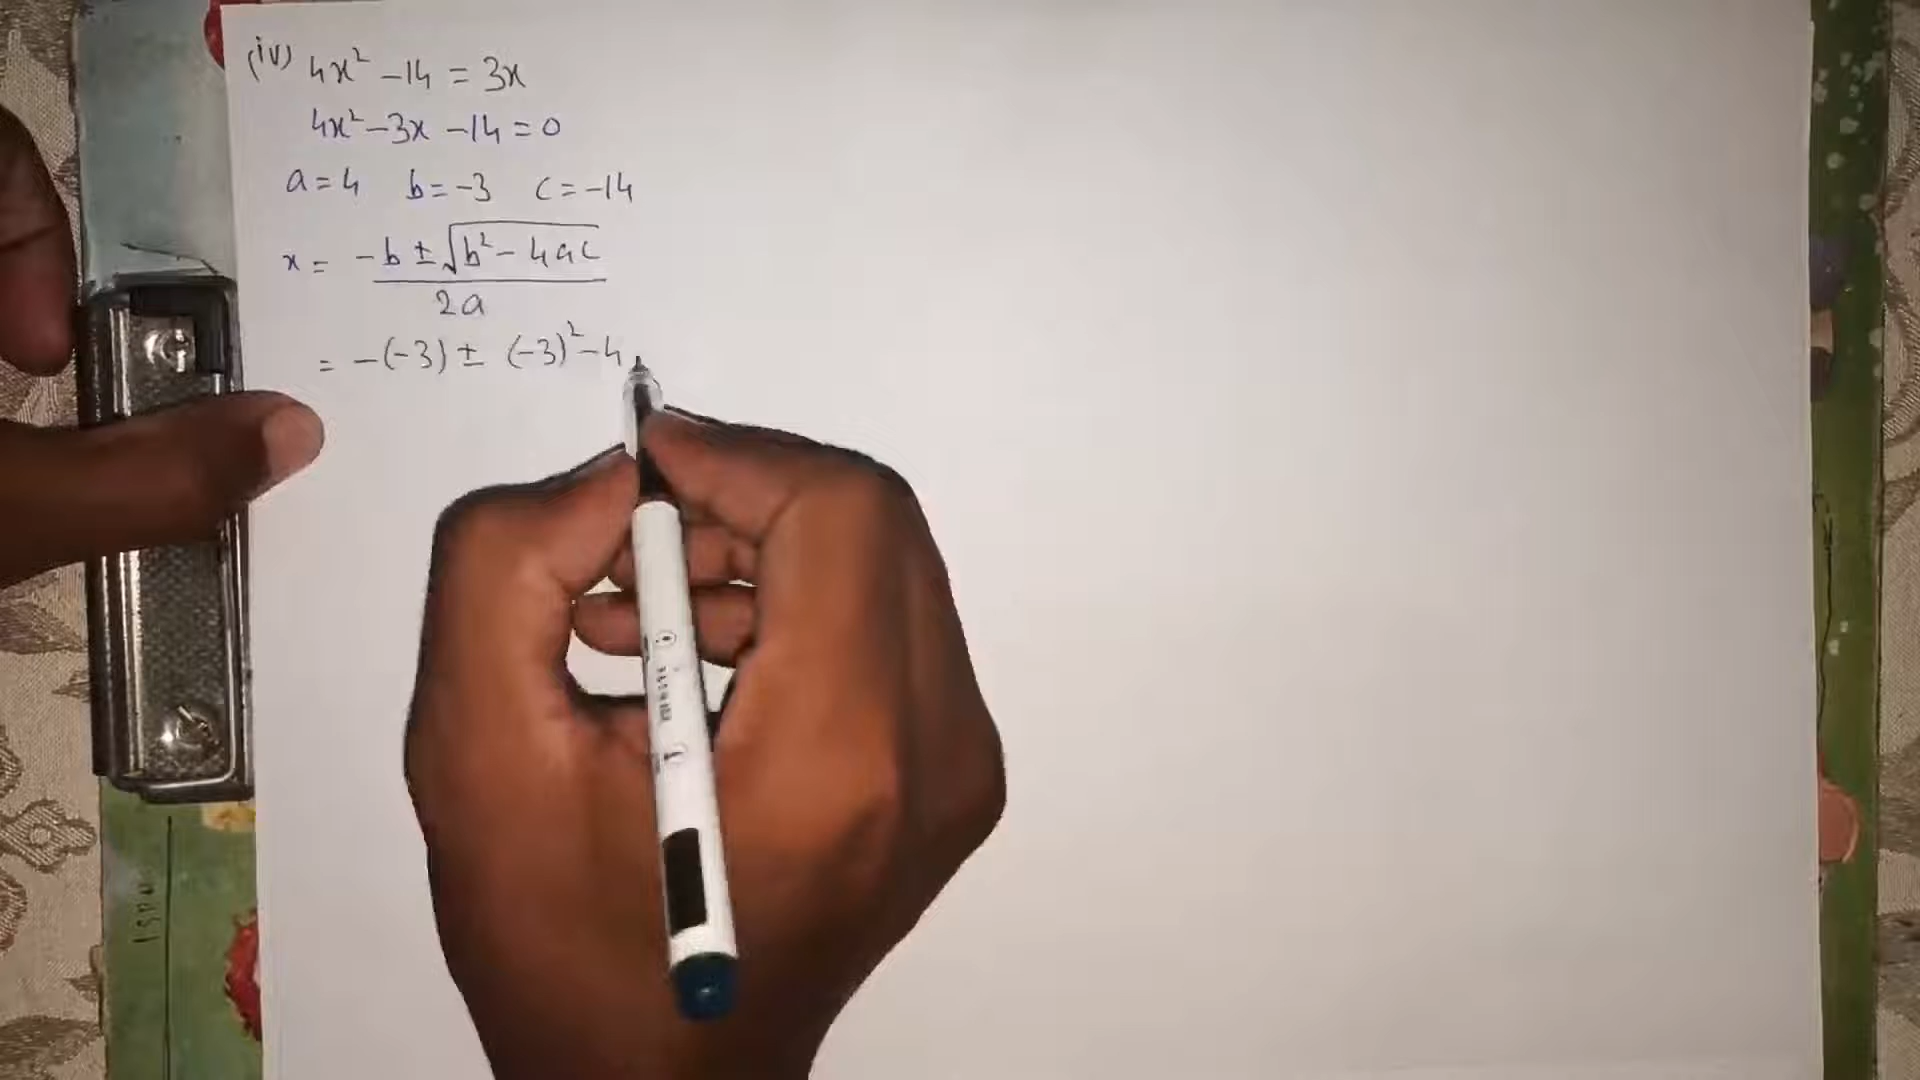 (iv) 4x² - 14 = 3x
4x² - 3x - 14 = 0
a = 4 b = -3 c = -14
x = -b ± √b² - 4ac
2a
= -(-3) ± (-3)² - 4